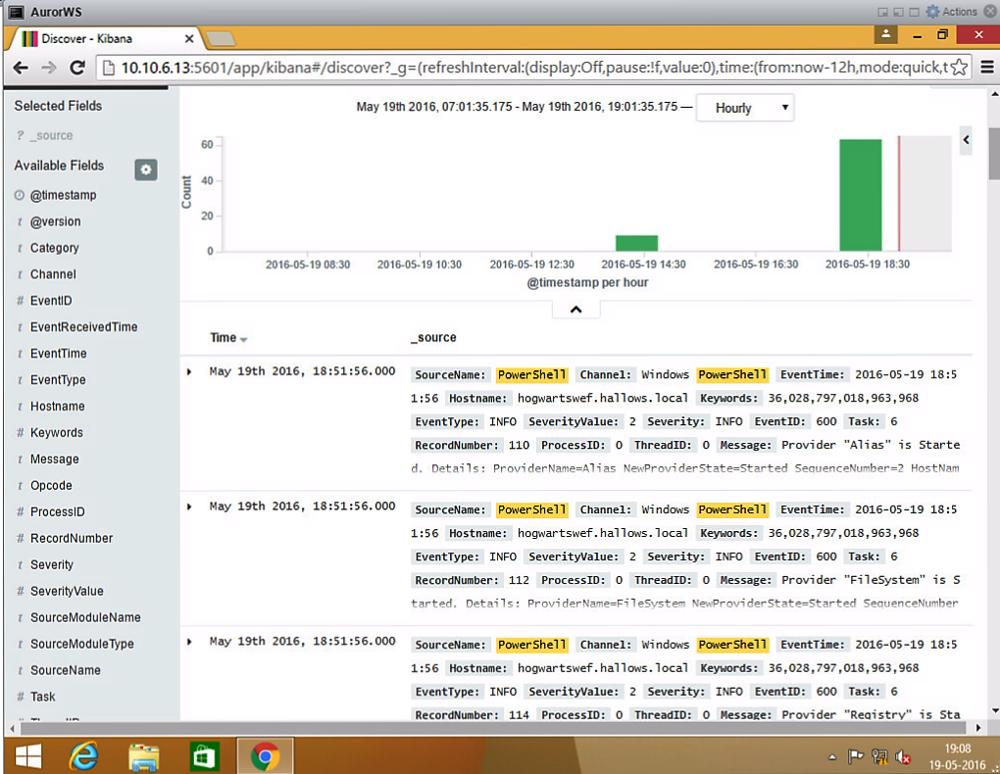 AurorWS
Actions
Discover - Kibana
10.10.6.13:5601/app/kibana#/discover?_g=(refreshInterval:(display:Off,pause:!f,value:0),time:(from:now-12h,mode:quick,t
Selected Fields
? _source
Available Fields
@timestamp
t @version
t Category
t Channel
# EventID
t EventReceivedTime
t EventTime
t EventType
t Hostname
# Keywords
t Message
t Opcode
# ProcessID
# RecordNumber
t Severity
# SeverityValue
t SourceModuleName
t SourceModuleType
t SourceName
# Task
May 19th 2016, 07:01:35.175 - May 19th 2016, 19:01:35.175 — Hourly
60
40
20
0
Count
2016-05-19 08:30 2016-05-19 10:30 2016-05-19 12:30 2016-05-19 14:30 2016-05-19 16:30 2016-05-19 18:30
@timestamp per hour
Time _source
May 19th 2016, 18:51:56.000 SourceName: PowerShell Channel: Windows PowerShell EventTime: 2016-05-19 18:5
1:56 Hostname: hogwartswef.hallows.local Keywords: 36,028,797,018,963,968
EventType: INFO SeverityValue: 2 Severity: INFO EventID: 600 Task: 6
RecordNumber: 110 ProcessID: 0 ThreadID: 0 Message: Provider "Alias" is Starte
d. Details: ProviderName=Alias NewProviderState=Started SequenceNumber=2 HostNam
May 19th 2016, 18:51:56.000 SourceName: PowerShell Channel: Windows PowerShell EventTime: 2016-05-19 18:5
1:56 Hostname: hogwartswef.hallows.local Keywords: 36,028,797,018,963,968
EventType: INFO SeverityValue: 2 Severity: INFO EventID: 600 Task: 6
RecordNumber: 112 ProcessID: 0 ThreadID: 0 Message: Provider "FileSystem" is S
tarted. Details: ProviderName=FileSystem NewProviderState=Started SequenceNumber
May 19th 2016, 18:51:56.000 SourceName: PowerShell Channel: Windows PowerShell EventTime: 2016-05-19 18:5
1:56 Hostname: hogwartswef.hallows.local Keywords: 36,028,797,018,963,968
EventType: INFO SeverityValue: 2 Severity: INFO EventID: 600 Task: 6
RecordNumber: 114 ProcessID: 0 ThreadID: 0 Message: Provider "Registry" is Sta
19:08
19-05-2016